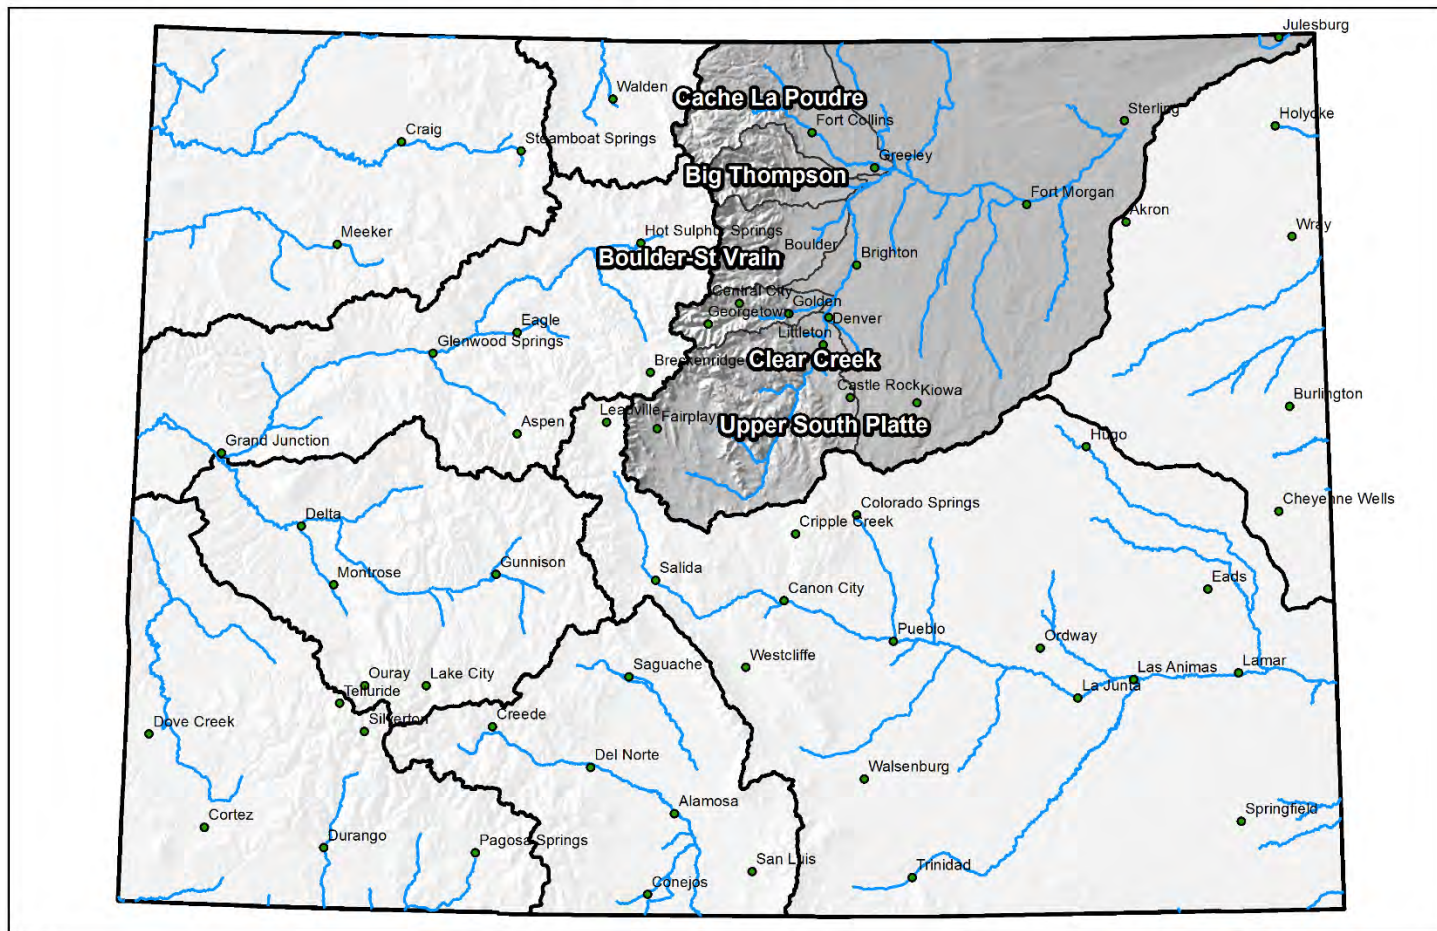 Julesburg
Walden
Cache La Poudre
Sterling
Holyoke
Fort Collins
Craig
Steamboat Springs
Greeley
Big Thompson
Fort Morgan
Akron
Wray
Meeker
Hot Sulphur Springs
Boulder
Brighton
Boulder-St Vrain
Central City
Golden
Georgetown
Denver
Eagle
Littleton
Glenwood Springs
Clear Creek
Breckenridge
Castle Rock
Kiowa
Burlington
Leadville
Fairplay
Upper South Platte
Aspen
Hugo
Grand Junction
Cheyenne Wells
Colorado Springs
Delta
Cripple Creek
Gunnison
Salida
Montrose
Eads
Canon City
Pueblo
Ordway
Westcliffe
Saguache
Las Animas
Lamar
Ouray
Lake City
La Junta
Telluride
Silverton
Creede
Dove Creek
Del Norte
Walsenburg
Alamosa
Springfield
Cortez
Durango
Pagosa Springs
San Luis
Trinidad
Conejos